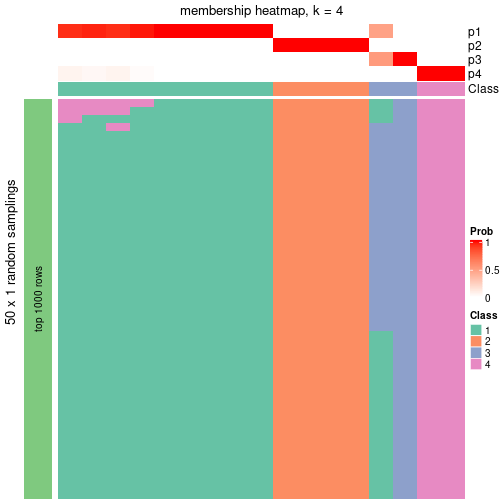 membership heatmap, k = 4
p1
p2
p3
p4
Class
50 x 1 random samplings
top 1000 rows
Prob
1
0.5
0
Class
1
2
3
4